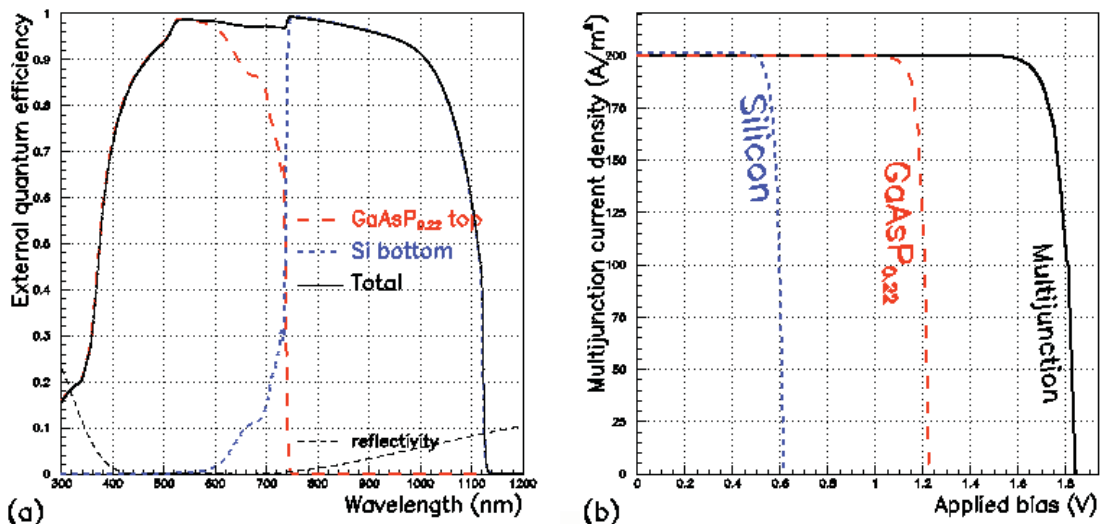 External quantum efficiency
1
0.9
0.8
0.7
0.6
0.5
0.4
0.3
0.2
0.1
0
GaAsP0.22 top
Si bottom
Total
reflectivity
300 400 500 600 700 800 900 1000 1100 1200
Wavelength (nm)
(a)
Multijunction current density (A/m²)
200
175
150
125
100
75
50
25
0
Silicon
GaAsP0.22
Multijunction
0 0.2 0.4 0.6 0.8 1 1.2 1.4 1.6 1.8
Applied bias (V)
(b)